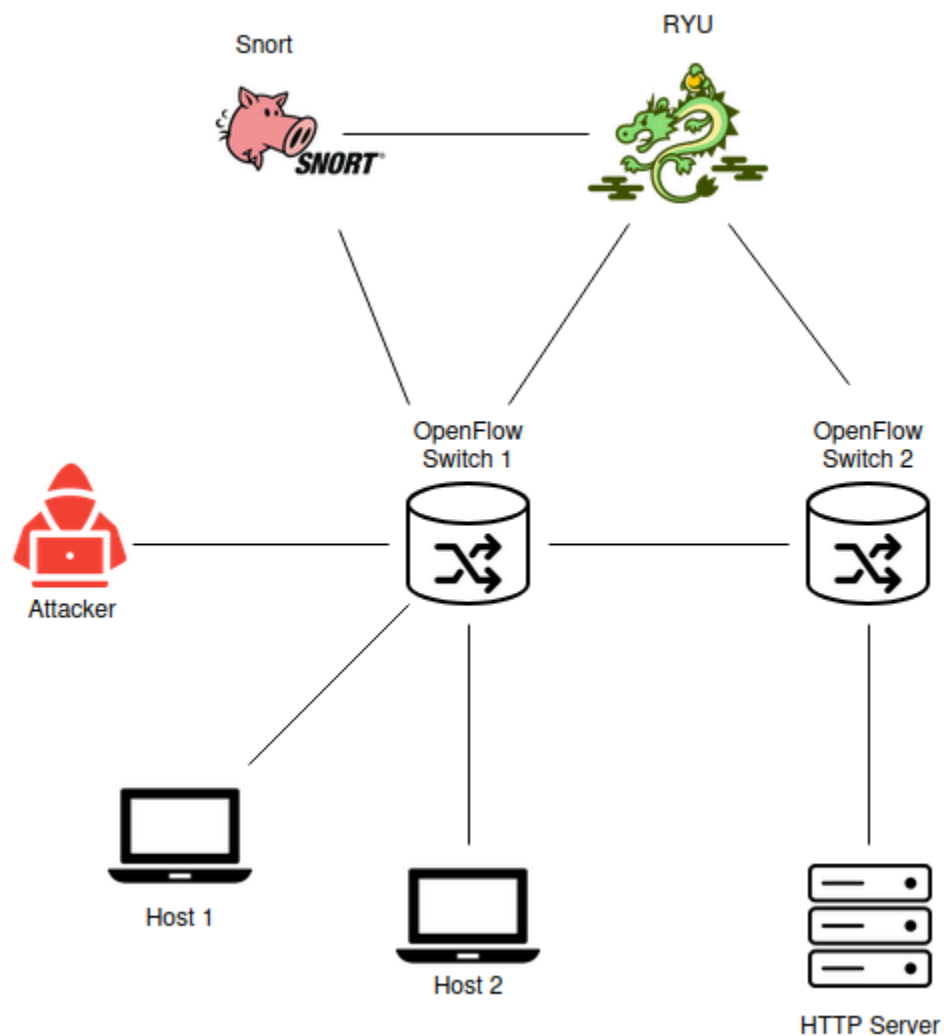 Snort
RYU
SNORT®
OpenFlow
Switch 1
OpenFlow
Switch 2
Attacker
Host 1
Host 2
HTTP Server